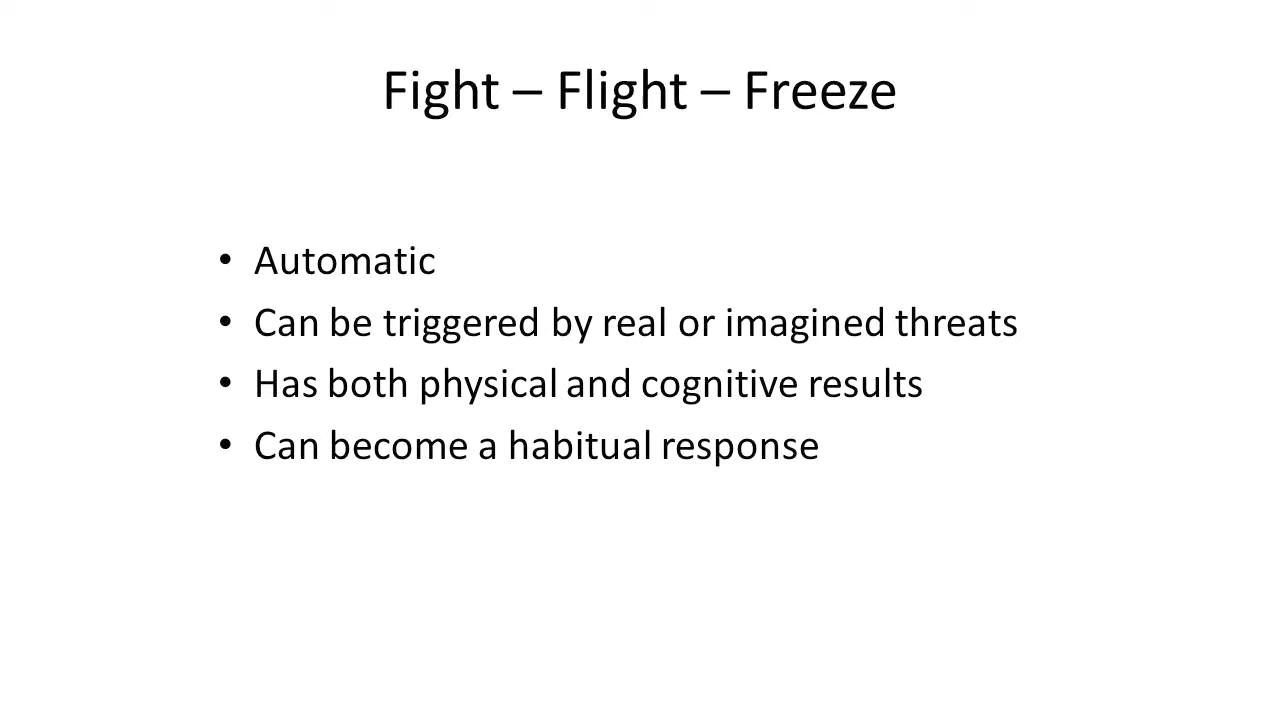 Fight – Flight – Freeze
• Automatic
• Can be triggered by real or imagined threats
• Has both physical and cognitive results
• Can become a habitual response